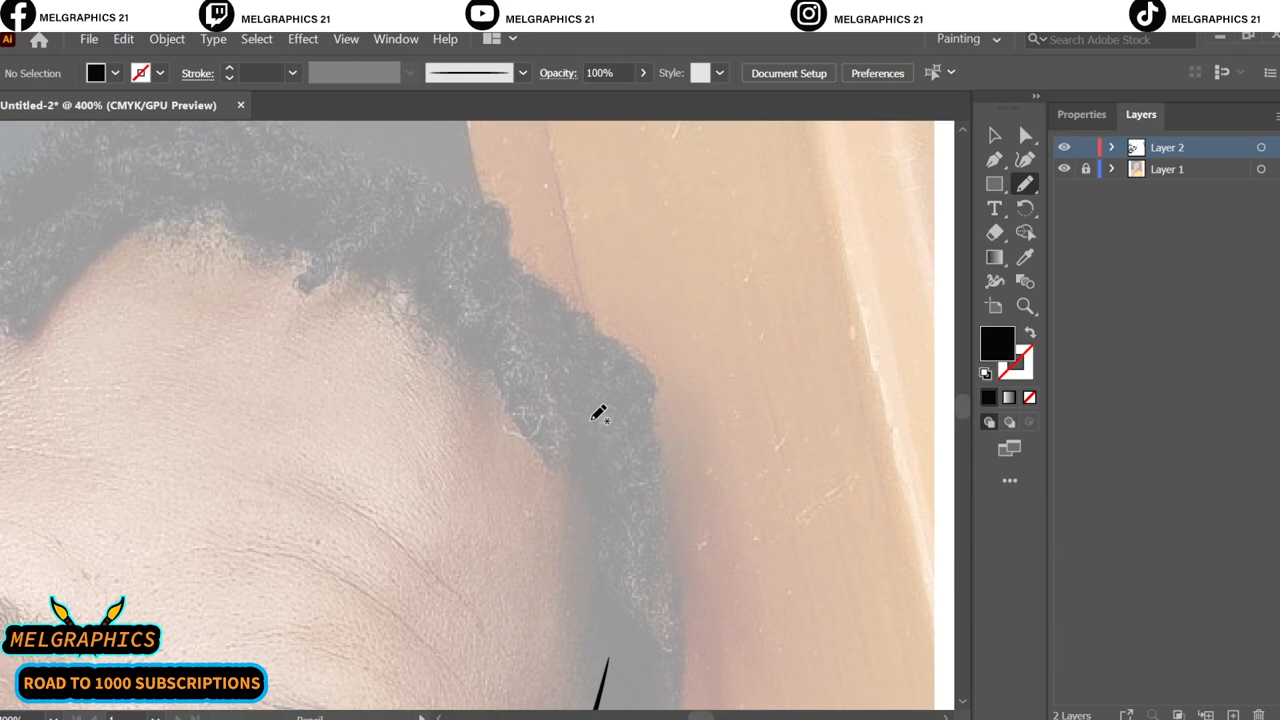 MELGRAPHICS 21
MELGRAPHICS 21
MELGRAPHICS 21
MELGRAPHICS 21
MELGRAPHICS 21
Ai
File Edit Object Type Select Effect View Window Help
Painting
Search Adobe Stock
No Selection
Stroke:
Opacity: 100%
Style:
Document Setup
Preferences
Untitled-2* @ 400% (CMYK/GPU Preview)
Properties
Layers
Layer 2
Layer 1
MELGRAPHICS
ROAD TO 1000 SUBSCRIPTIONS
2 Layers